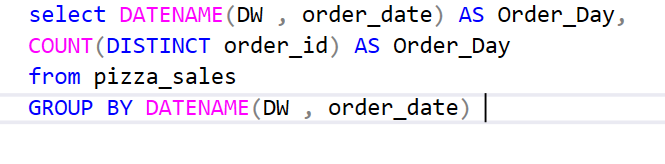 select DATENAME(DW , order_date) AS Order_Day,
COUNT(DISTINCT order_id) AS Order_Day
from pizza_sales
GROUP BY DATENAME(DW , order_date)